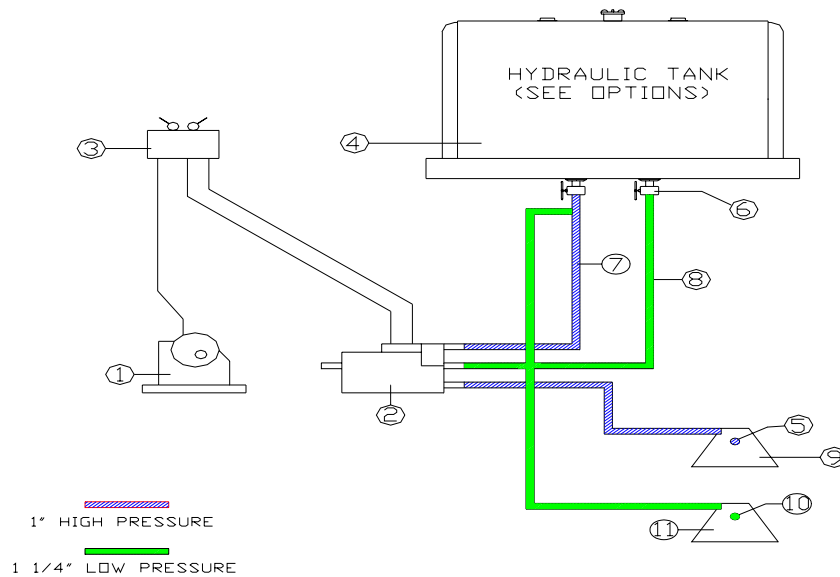 HYDRAULIC TANK
(SEE OPTIONS)
3
4
6
7
8
1
2
5
9
10
11
1" HIGH PRESSURE
1 1/4" LOW PRESSURE